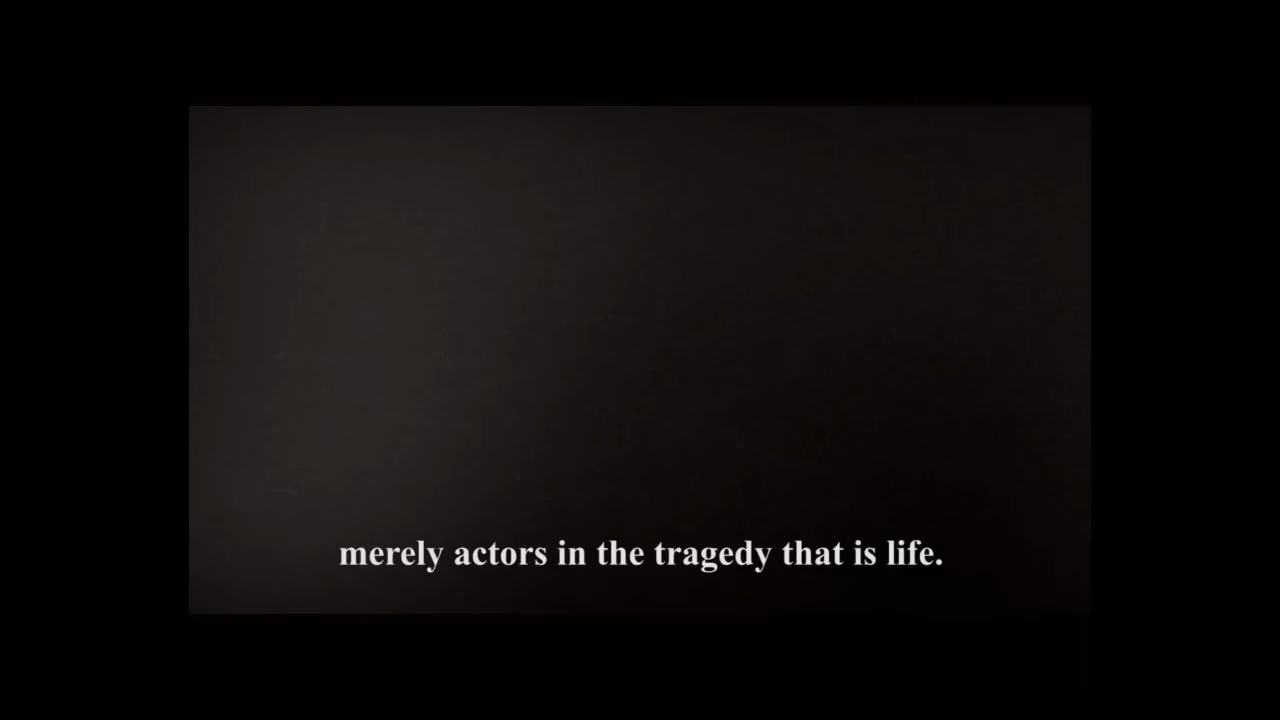 merely actors in the tragedy that is life.